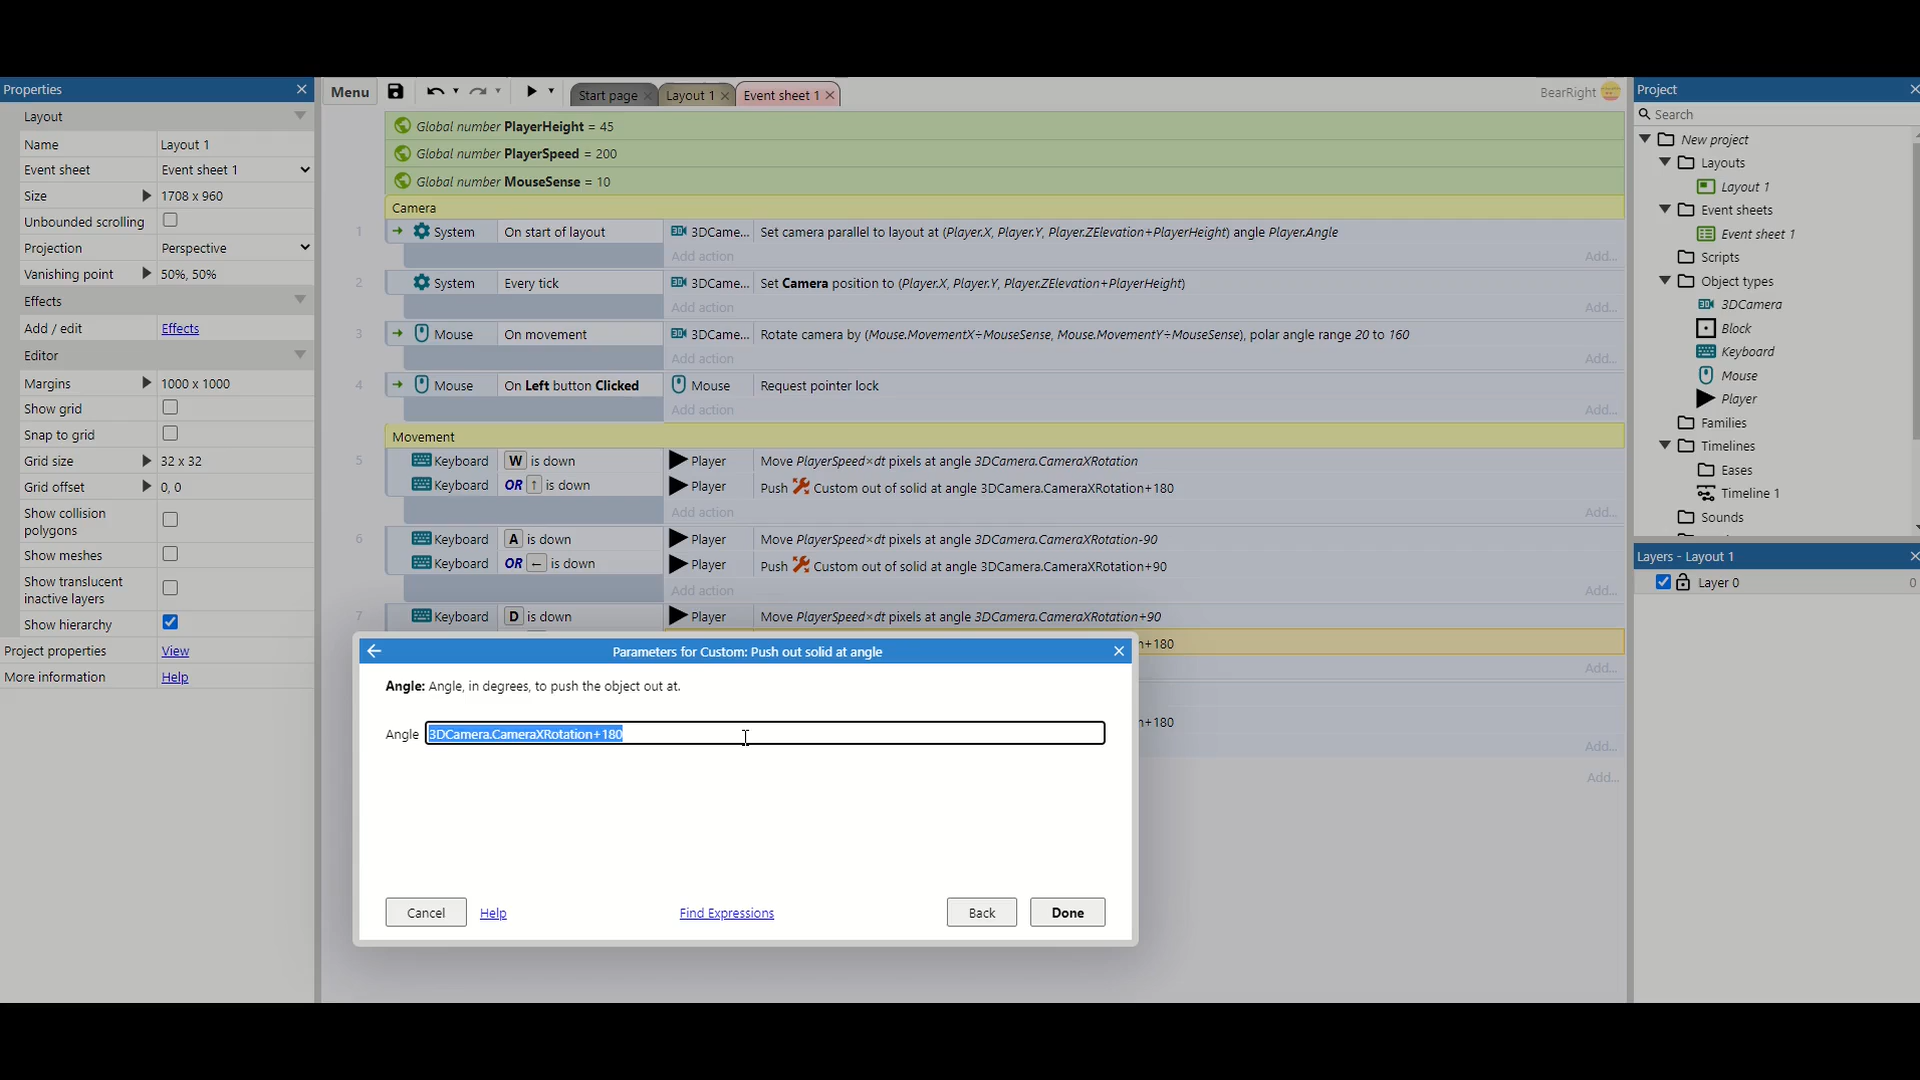 Properties
Layout
Name Layout 1
Event sheet Event sheet 1
Size 1708 x 960
Unbounded scrolling
Projection Perspective
Vanishing point 50%, 50%
Effects
Add / edit Effects
Editor
Margins 1000 x 1000
Show grid
Snap to grid
Grid size 32 x 32
Grid offset 0, 0
Show collision
polygons
Show meshes
Show translucent
inactive layers
Show hierarchy
Project properties View
More information Help
Menu Start page Layout 1 Event sheet 1 BearRight
Global number PlayerHeight = 45
Global number PlayerSpeed = 200
Global number MouseSense = 10
Camera
1 System On start of layout 3DCame... Set camera parallel to layout at (Player.X, Player.Y, Player.ZElevation+PlayerHeight) angle Player.Angle
Add action Add...
2 System Every tick 3DCame... Set Camera position to (Player.X, Player.Y, Player.ZElevation+PlayerHeight)
Add action Add...
3 Mouse On movement 3DCame... Rotate camera by (Mouse.MovementX÷MouseSense, Mouse.MovementY÷MouseSense), polar angle range 20 to 160
Add action Add...
4 Mouse On Left button Clicked Mouse Request pointer lock
Add action Add...
Movement
5 Keyboard W is down Player Move PlayerSpeed×dt pixels at angle 3DCamera.CameraXRotation
Keyboard OR ↑ is down Player Push Custom out of solid at angle 3DCamera.CameraXRotation+180
Add action Add...
6 Keyboard A is down Player Move PlayerSpeed×dt pixels at angle 3DCamera.CameraXRotation-90
Keyboard OR ← is down Player Push Custom out of solid at angle 3DCamera.CameraXRotation+90
Add action Add...
7 Keyboard D is down Player Move PlayerSpeed×dt pixels at angle 3DCamera.CameraXRotation+90
n+180
Add...
n+180
Add...
Add...
Parameters for Custom: Push out solid at angle
Angle: Angle, in degrees, to push the object out at.
Angle 3DCamera.CameraXRotation+180
Cancel Help Find Expressions Back Done
Project
Search
New project
Layouts
Layout 1
Event sheets
Event sheet 1
Scripts
Object types
3DCamera
Block
Keyboard
Mouse
Player
Families
Timelines
Eases
Timeline 1
Sounds
Layers - Layout 1
Layer 0 0